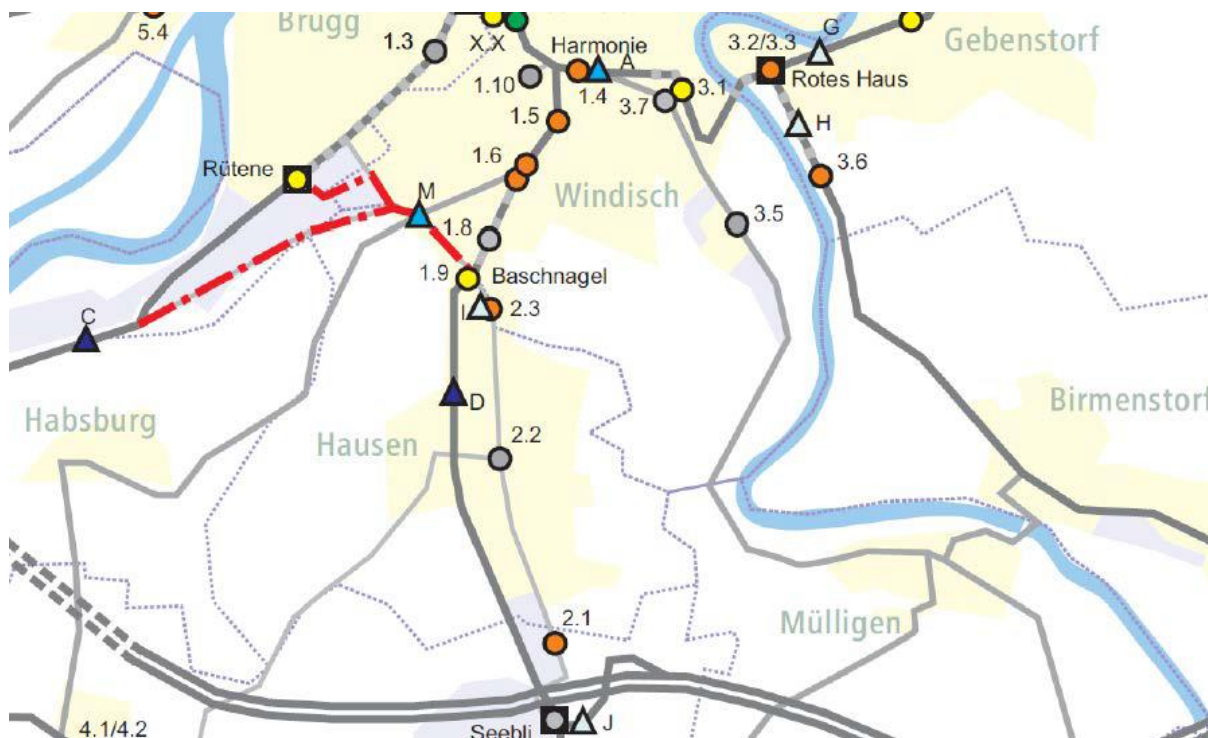 5.4
Brugg
1.3
X.X
Harmonie
A
3.2/3.3
G
Gebenstorf
1.10
1.4
3.7
3.1
Rotes Haus
1.5
H
Rütene
1.6
M
Windisch
3.6
1.8
3.5
1.9
Baschnagel
I
2.3
C
D
Habsburg
Hausen
2.2
Birmenstorf
2.1
Mülligen
4.1/4.2
Seebli
J